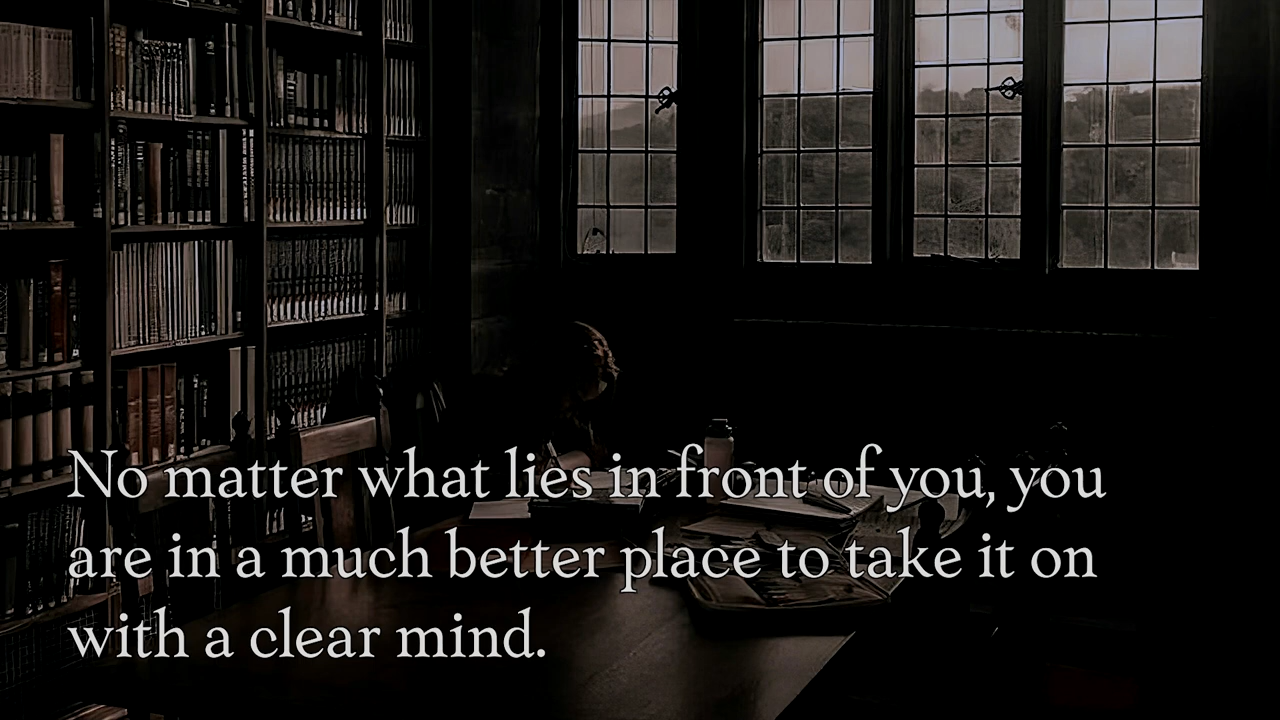 No matter what lies in front of you, you
are in a much better place to take it on
with a clear mind.